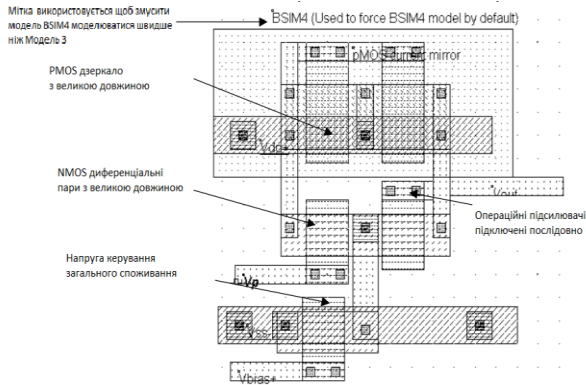 Мітка використовується щоб змусити
модель BSIM4 моделюватися швидше
ніж Модель 3
BSIM4 (Used to force BSIM4 model by default)
pMOS current mirror
PMOS дзеркало
з великою довжиною
Vdd+
NMOS диференціальні
пари з великою довжиною
Vout
Операційні підсилювачі
підключені послідовно
Напруга керування
загального споживання
Vp
Vss-
Vbias+